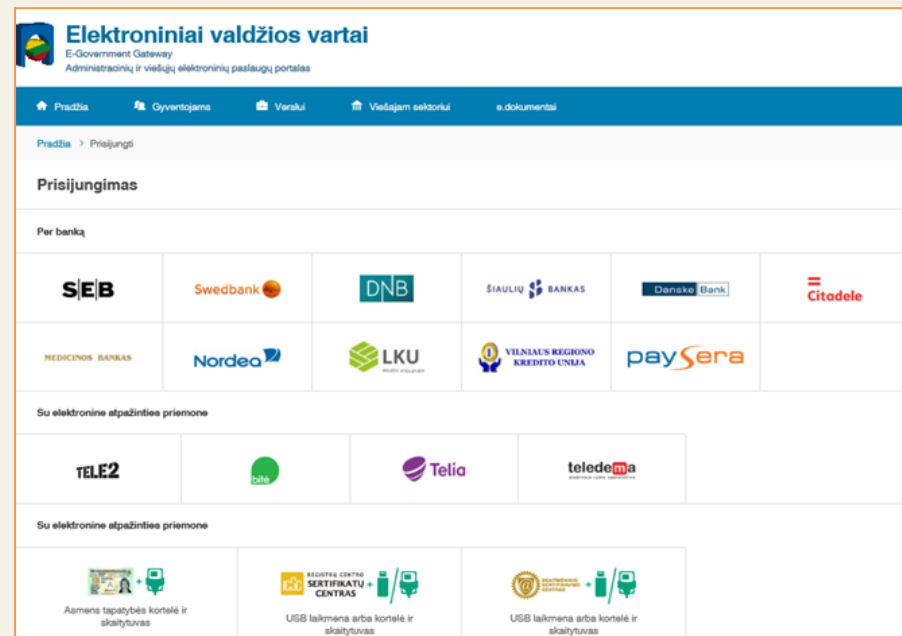 Elektroniniai valdžios vartai
E-Government Gateway
Administracinių ir viešųjų elektroninių paslaugų portalas
Pradžia Gyventojams Verslui Viešajam sektoriui e.dokumentai
Pradžia > Prisijungti
Prisijungimas
Per banką
SEB Swedbank DNB ŠIAULIŲ BANKAS Danske Bank Citadele
MEDICINOS BANKAS Nordea LKU VILNIAUS REGIONO
KREDITO UNIJA paysera
Kredito unijų grupė
Su elektronine atpažinties priemone
TELE2 bitė Telia teledema
Su elektronine atpažinties priemone
REGISTRŲ CENTRO
SERTIFIKATŲ
CENTRAS
Asmens tapatybės kortelė ir
skaitytuvas
USB laikmena arba kortelė ir
skaitytuvas
USB laikmena arba kortelė ir
skaitytuvas